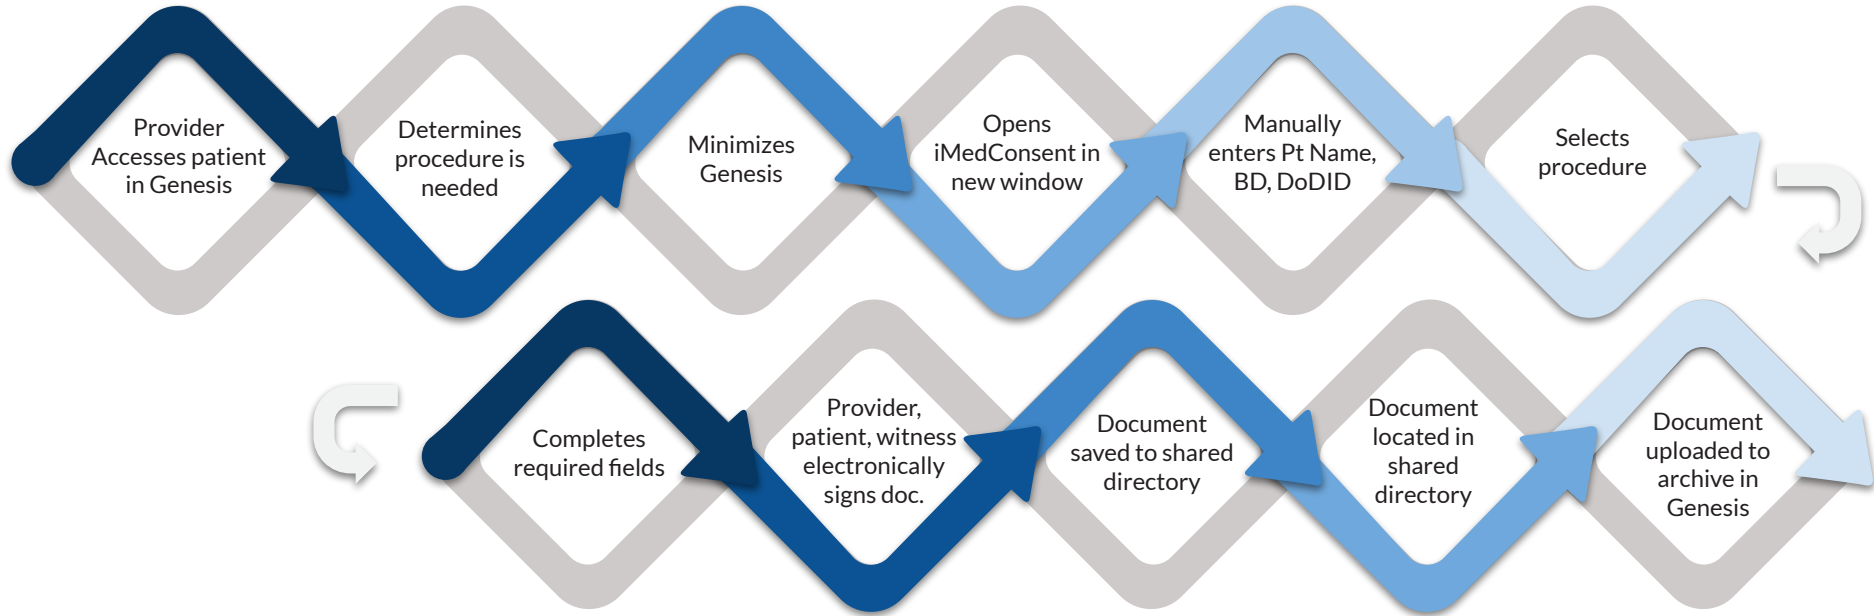 Provider
Accesses patient
in Genesis
Determines
procedure is
needed
Minimizes
Genesis
Opens
iMedConsent in
new window
Manually
enters Pt Name,
BD, DoDID
Selects
procedure
Completes
required fields
Provider,
patient, witness
electronically
signs doc.
Document
saved to shared
directory
Document
located in
shared
directory
Document
uploaded to
archive in
Genesis